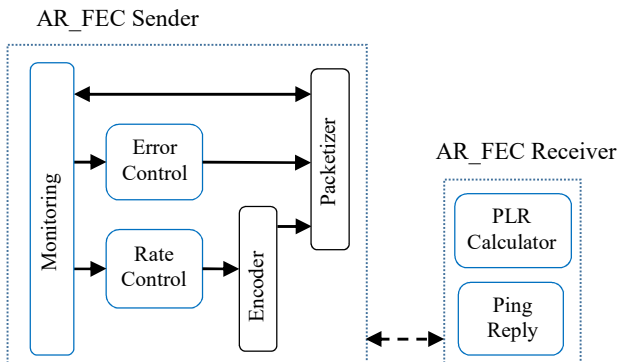 AR_FEC Sender
Monitoring
Error
Control
Rate
Control
Encoder
Packetizer
AR_FEC Receiver
PLR
Calculator
Ping
Reply